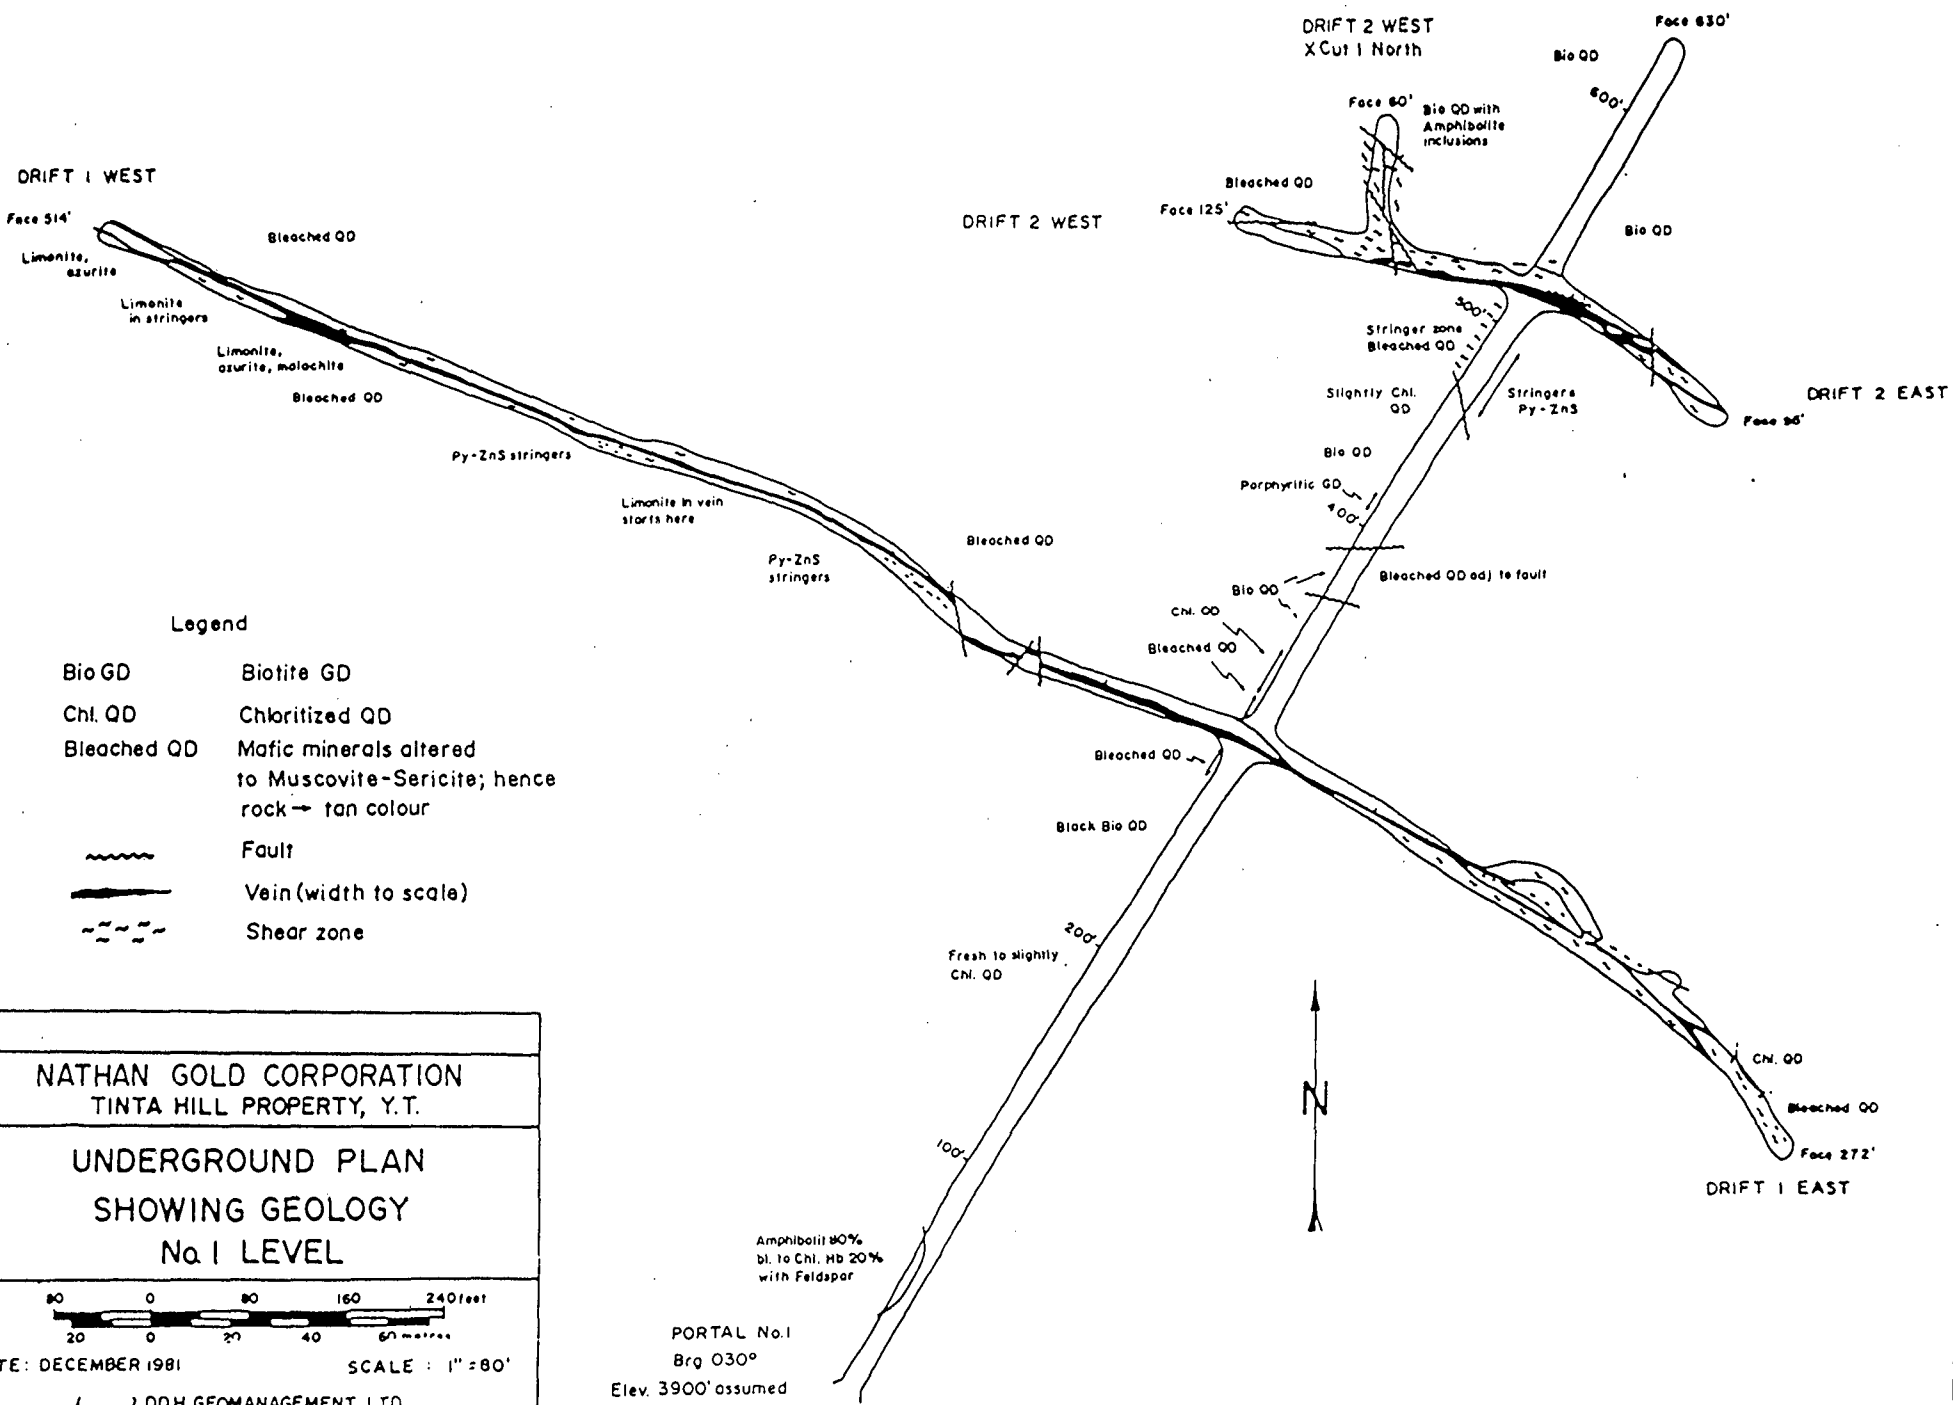 DRIFT 2 WEST
X Cut 1 North
Face 630'
Bio QD
600'
Face 60'
Bio QD with
Amphibolite
inclusions
DRIFT 1 WEST
Face 514'
Bleached QD
Limonite,
azurite
Limonite
in stringers
Limonite,
azurite, malachite
Bleached QD
Py-ZnS stringers
Limonite in vein
starts here
Py-ZnS
stringers
Bleached QD
DRIFT 2 WEST
Bleached QD
Face 125'
Bio QD
500'
Stringer zone
Bleached QD
Slightly Chl.
QD
Stringers
Py-ZnS
DRIFT 2 EAST
Face 96'
Bio QD
Porphyritic GD
400'
Bleached QD adj to fault
Bio QD
Chl. QD
Bleached QD
Bleached QD
Black Bio QD
200'
Fresh to slightly
Chl. QD
100'
N
Chl. QD
Bleached QD
Face 272'
DRIFT 1 EAST
Amphibolit 80%
bl. to Chl. Hb 20%
with Feldspar
PORTAL No.1
Brg 030°
Elev. 3900' assumed
Legend
Bio GD Biotite GD
Chl. QD Chloritized QD
Bleached QD Mafic minerals altered
to Muscovite-Sericite; hence
rock → tan colour
Fault
Vein (width to scale)
Shear zone
NATHAN GOLD CORPORATION
TINTA HILL PROPERTY, Y.T.
UNDERGROUND PLAN
SHOWING GEOLOGY
No 1 LEVEL
80 0 80 160 240 feet
20 0 20 40 60 metres
TE: DECEMBER 1981 SCALE : 1"=80'
GEOMANAGEMENT LTD